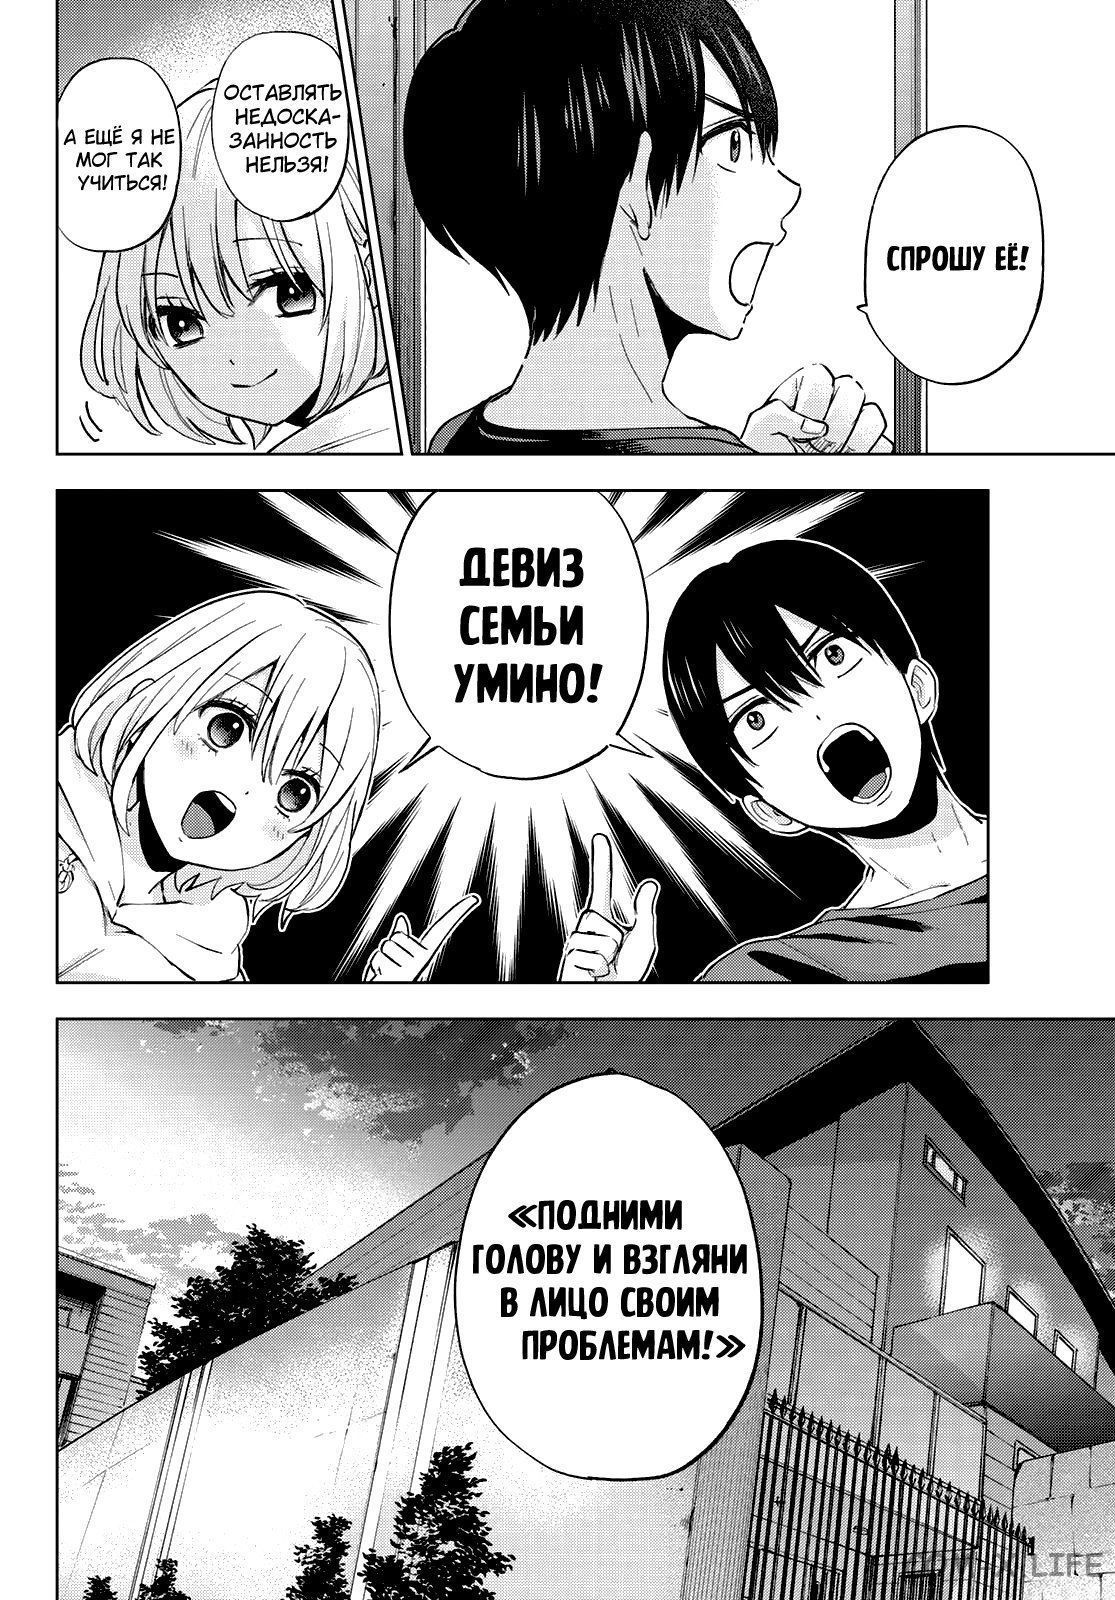 СПРОШУ ЕЁ!
ОСТАВЛЯТЬ
НЕДОСКА-
ЗАННОСТЬ
НЕЛЬЗЯ!
А ЕЩЁ Я НЕ
МОГ ТАК
УЧИТЬСЯ!
ДЕВИЗ
СЕМЬИ
УМИНО!
«ПОДНИМИ
ГОЛОВУ И ВЗГЛЯНИ
В ЛИЦО СВОИМ
ПРОБЛЕМАМ!»
LIFE